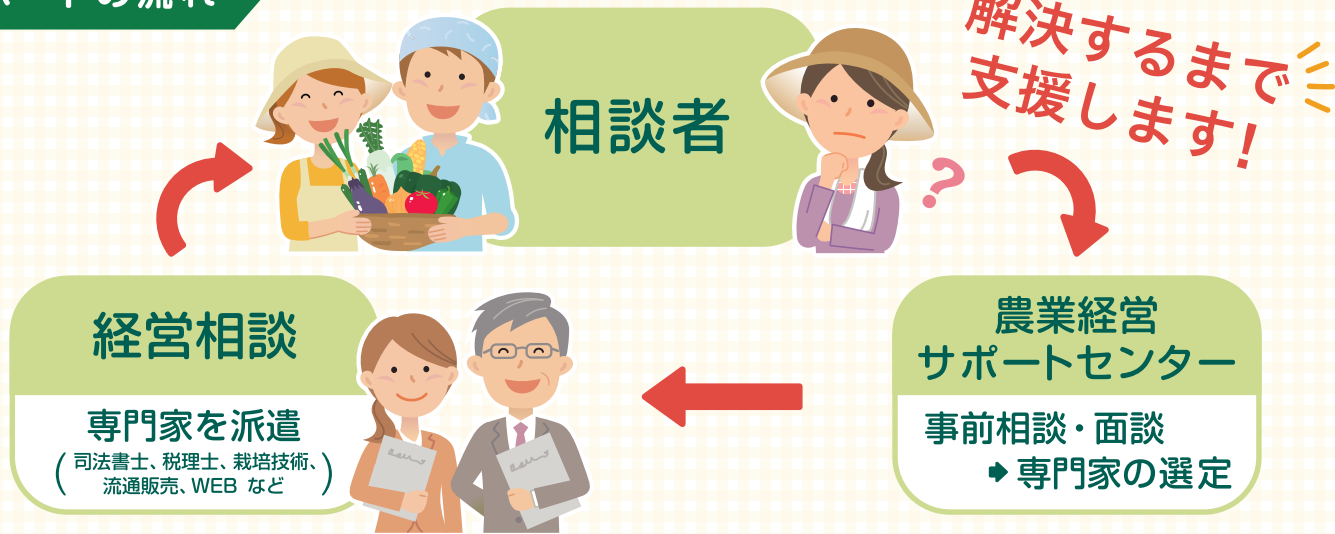 の流れ
解決するまで
支援します!
相談者
?
農業経営
サポートセンター
事前相談・面談
➡専門家の選定
経営相談
専門家を派遣
(司法書士、税理士、栽培技術、
流通販売、WEB など)